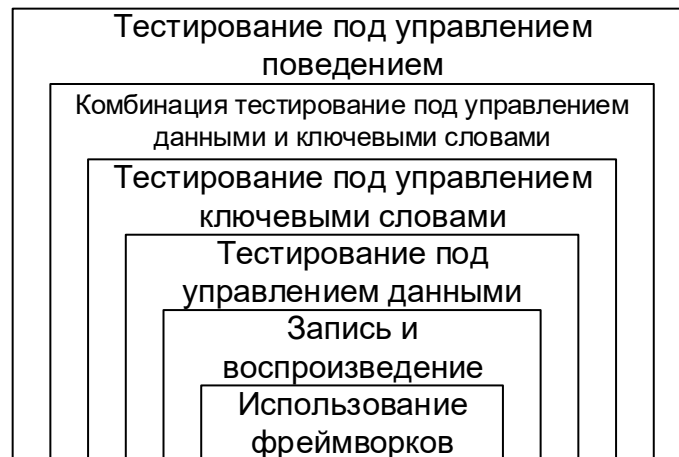 Тестирование под управлением
поведением
Комбинация тестирование под управлением
данными и ключевыми словами
Тестирование под управлением
ключевыми словами
Тестирование под
управлением данными
Запись и
воспроизведение
Использование
фреймворков